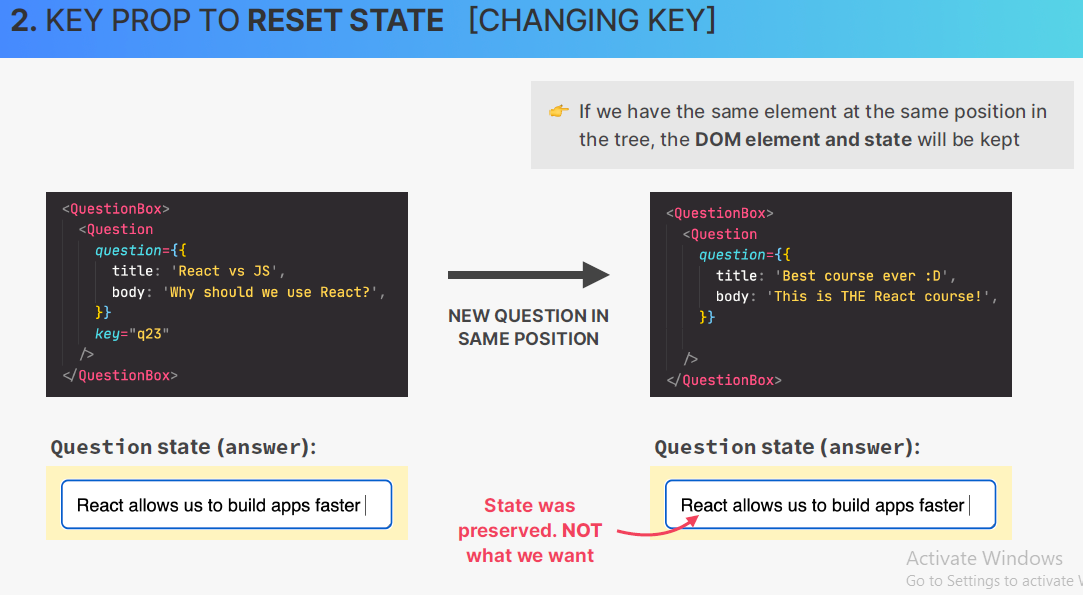 2. KEY PROP TO RESET STATE [CHANGING KEY]
👉 If we have the same element at the same position in
the tree, the DOM element and state will be kept
<QuestionBox>
<Question
question={{
title: 'React vs JS',
body: 'Why should we use React?',
}}
key="q23"
/>
</QuestionBox>
NEW QUESTION IN
SAME POSITION
<QuestionBox>
<Question
question={{
title: 'Best course ever :D',
body: 'This is THE React course!',
}}
/>
</QuestionBox>
Question state (answer):
React allows us to build apps faster
State was
preserved. NOT
what we want
Question state (answer):
React allows us to build apps faster
Activate Windows
Go to Settings to activate W